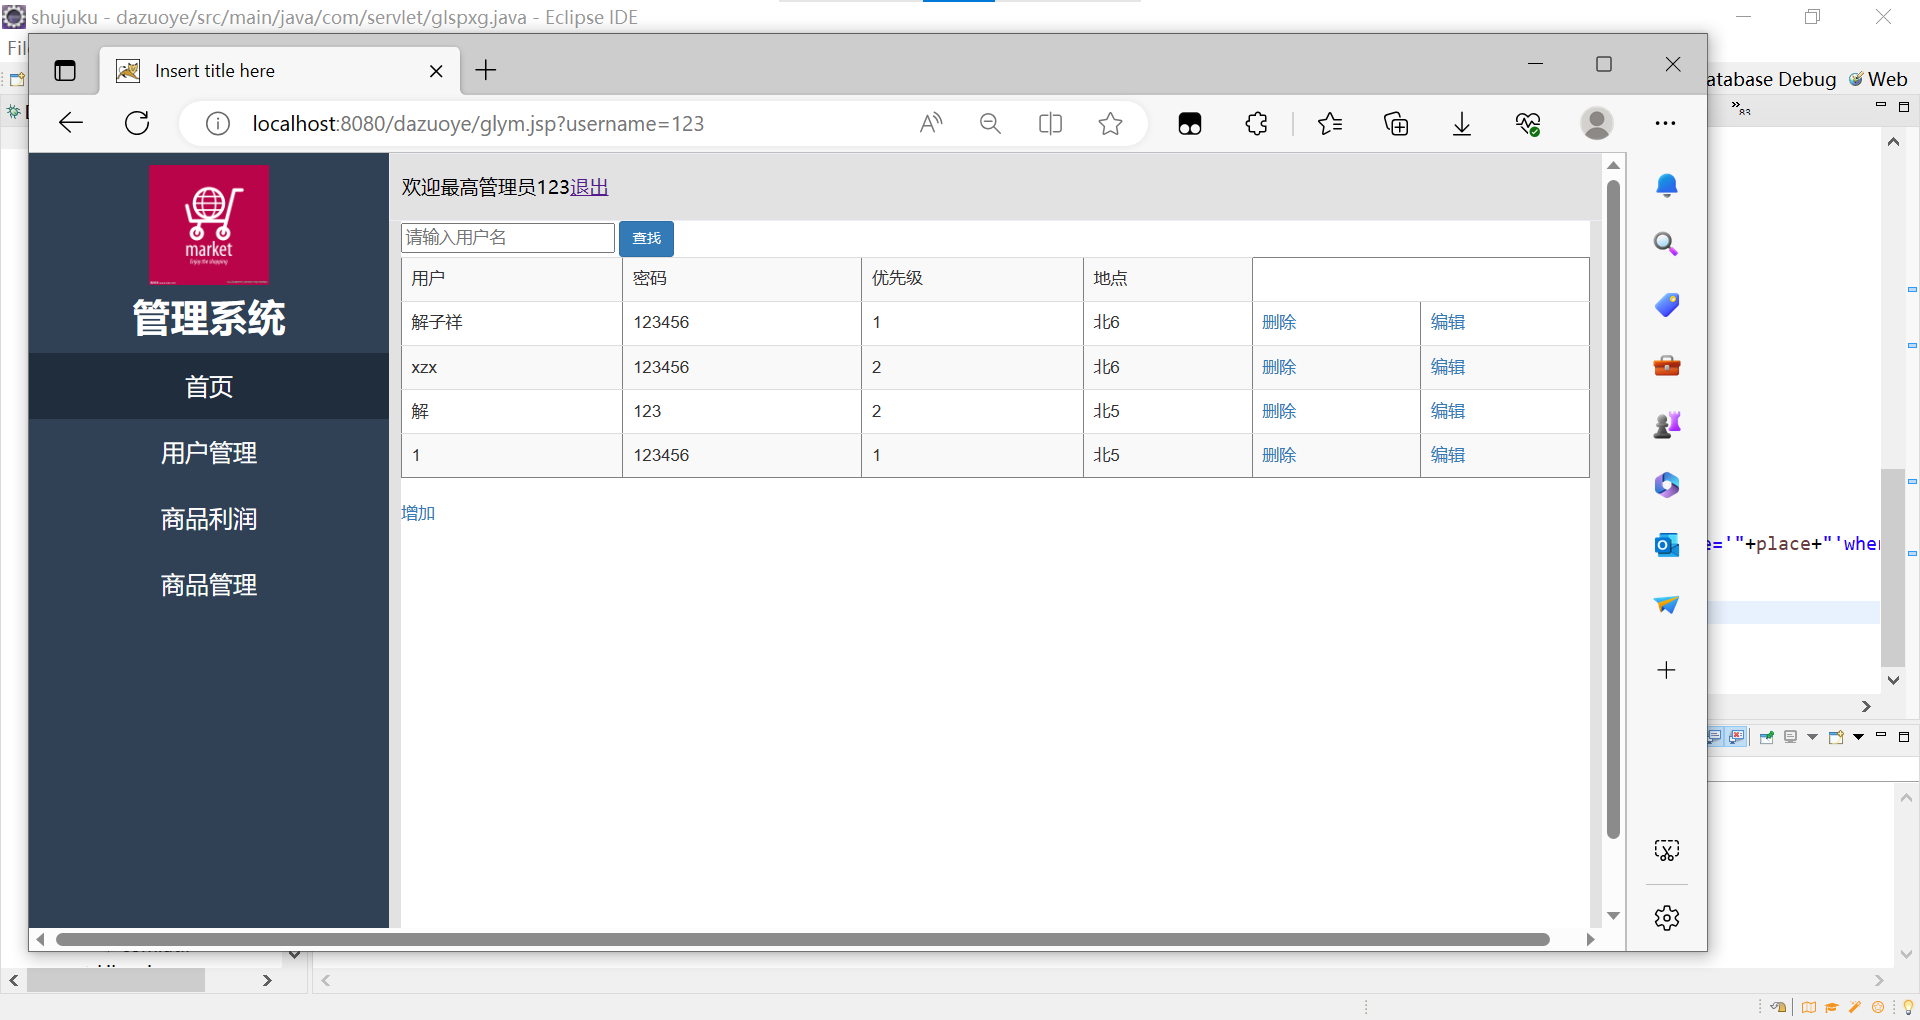 shujuku - dazuoye/src/main/java/com/servlet/glspxg.java - Eclipse IDE
Insert title here
atabase Debug Web
localhost:8080/dazuoye/glym.jsp?username=123
83
market
管理系统
首页
用户管理
商品利润
商品管理
欢迎最高管理员123退出
请输入用户名 查找
用户 密码 优先级 地点
解子祥 123456 1 北6 删除 编辑
xzx 123456 2 北6 删除 编辑
解 123 2 北5 删除 编辑
1 123456 1 北5 删除 编辑
增加
e='"+place+"'whe